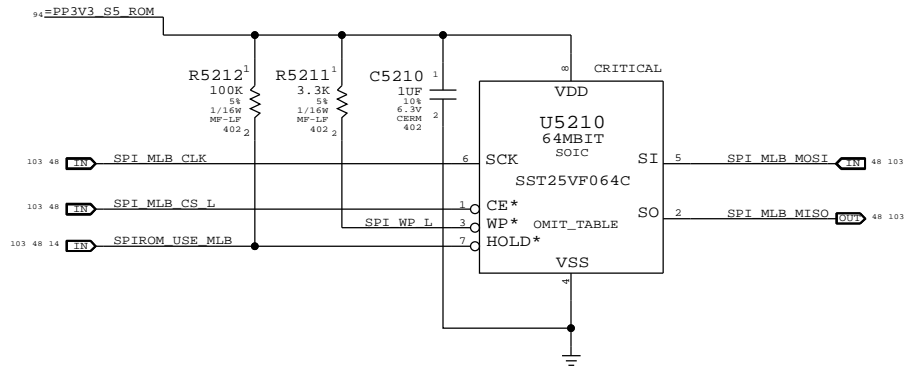 94 =PP3V3_S5_ROM
R5212 1
100K
5%
1/16W
MF-LF
402 2
R5211 1
3.3K
5%
1/16W
MF-LF
402 2
C5210 1
1UF
10%
6.3V
CERM
402
2
8 CRITICAL
VDD
U5210
64MBIT
SOIC
SST25VF064C
OMIT_TABLE
103 48 IN SPI_MLB_CLK 6 SCK
SI 5 SPI_MLB_MOSI IN 48 103
103 48 IN SPI_MLB_CS_L 1 CE*
SPI_WP_L 3 WP*
SO 2 SPI_MLB_MISO OUT 48 103
103 48 14 IN SPIROM_USE_MLB 7 HOLD*
VSS
4